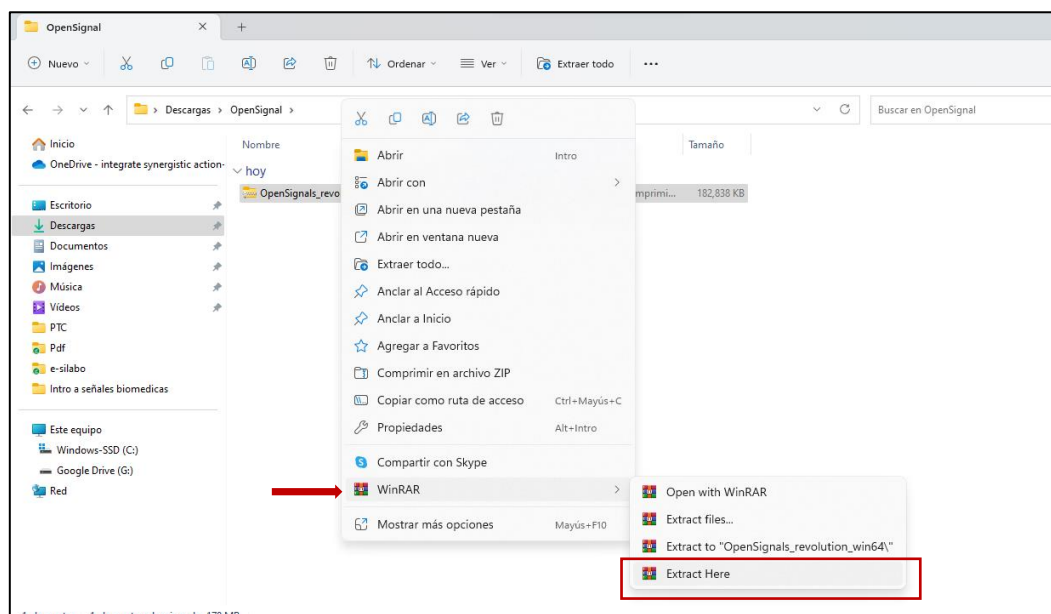 OpenSignal
Nuevo
Ordenar
Ver
Extraer todo
Descargas
OpenSignal
Buscar en OpenSignal
Inicio
OneDrive - integrate synergistic action-
Escritorio
Descargas
Documentos
Imágenes
Música
Vídeos
PTC
Pdf
e-silabo
Intro a señales biomedicas
Este equipo
Windows-SSD (C:)
Google Drive (G:)
Red
Nombre
Tamaño
hoy
OpenSignals_revo
mprimi... 182,838 KB
Abrir Intro
Abrir con
Abrir en una nueva pestaña
Abrir en ventana nueva
Extraer todo...
Anclar al Acceso rápido
Anclar a Inicio
Agregar a Favoritos
Comprimir en archivo ZIP
Copiar como ruta de acceso Ctrl+Mayús+C
Propiedades Alt+Intro
Compartir con Skype
WinRAR
Mostrar más opciones Mayús+F10
Open with WinRAR
Extract files...
Extract to "OpenSignals_revolution_win64\"
Extract Here